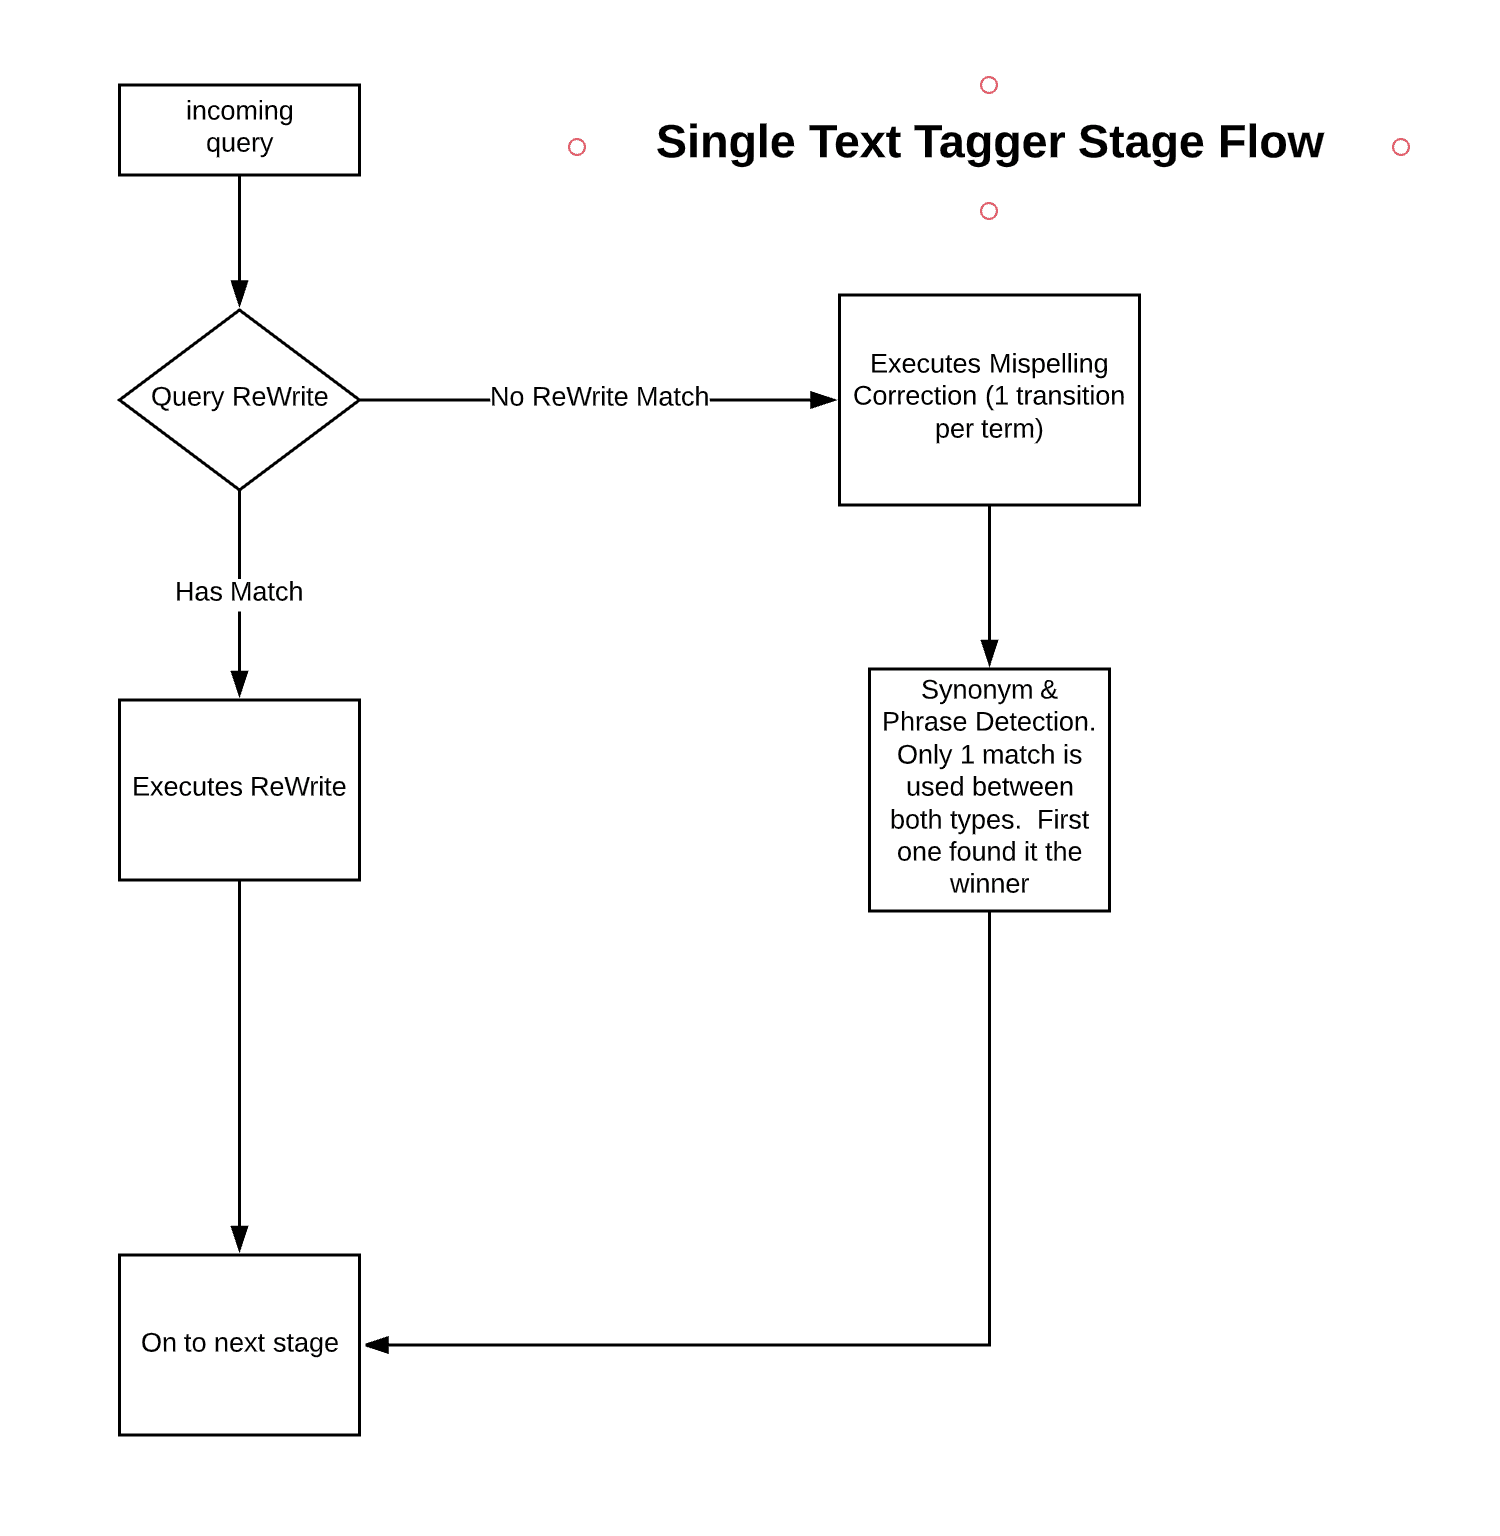 incoming
query
Single Text Tagger Stage Flow
Query ReWrite
No ReWrite Match
Executes Mispelling
Correction (1 transition
per term)
Has Match
Executes ReWrite
Synonym &
Phrase Detection.
Only 1 match is
used between
both types.  First
one found it the
winner
On to next stage